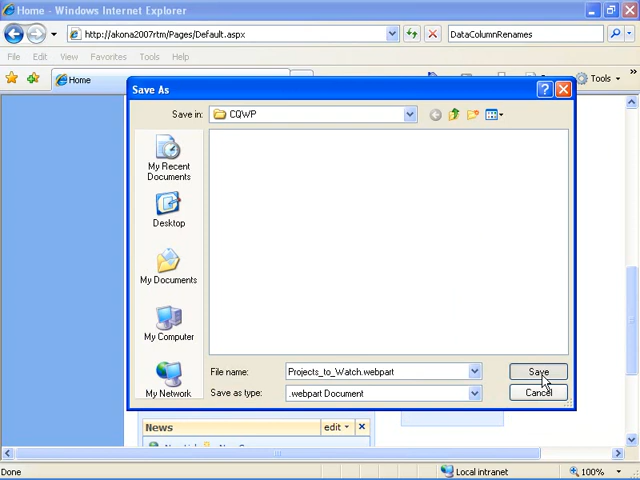 Home - Windows Internet Explorer
http://akona2007rtm/Pages/Default.aspx
DataColumnRenames
File Edit View Favorites Tools Help
Home
Tools
Save As
Save in: CQWP
My Recent Documents
Desktop
My Documents
My Computer
My Network
File name: Projects_to_Watch.webpart
Save
Save as type: .webpart Document
Cancel
News
edit
Done
Local intranet
100%